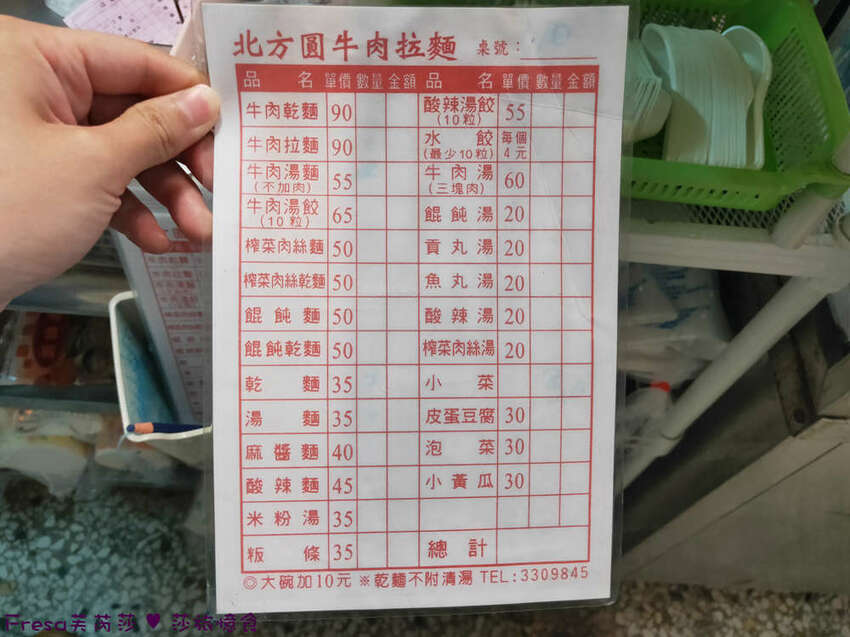 北方圓牛肉拉麵 桌號：
品名 單價 數量 金額 品名 單價 數量 金額
牛肉乾麵 90 酸辣湯餃(10粒) 55
牛肉拉麵 90 水餃(最少10粒) 每個4元
牛肉湯麵(不加肉) 55 牛肉湯(三塊肉) 60
牛肉湯餃(10粒) 65 餛飩湯 20
榨菜肉絲麵 50 貢丸湯 20
榨菜肉絲乾麵 50 魚丸湯 20
餛飩麵 50 酸辣湯 20
餛飩乾麵 50 榨菜肉絲湯 20
乾麵 35 小菜
湯麵 35 皮蛋豆腐 30
麻醬麵 40 泡菜 30
酸辣麵 45 小黃瓜 30
米粉湯 35
粄條 35 總計
◎大碗加10元 ※乾麵不附清湯 TEL:3309845
Fresa芙芮莎 ♥ 莎旅憶食